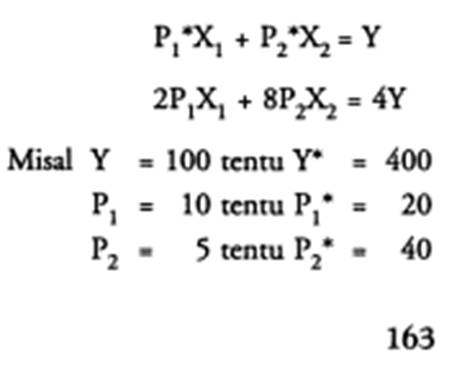 P₁*X₁ + P₂*X₂ = Y
2P₁X₁ + 8P₂X₂ = 4Y
Misal Y = 100 tentu Y* = 400
P₁ = 10 tentu P₁* = 20
P₂ = 5 tentu P₂* = 40
163